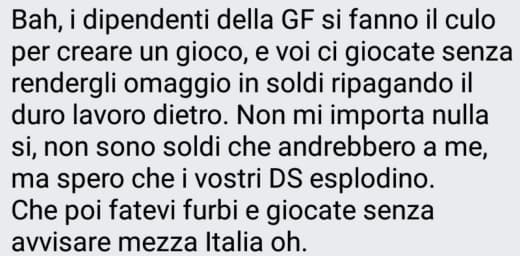 Bah, i dipendenti della GF si fanno il culo
per creare un gioco, e voi ci giocate senza
rendergli omaggio in soldi ripagando il
duro lavoro dietro. Non mi importa nulla
si, non sono soldi che andrebbero a me,
ma spero che i vostri DS esplodino.
Che poi fatevi furbi e giocate senza
avvisare mezza Italia oh.